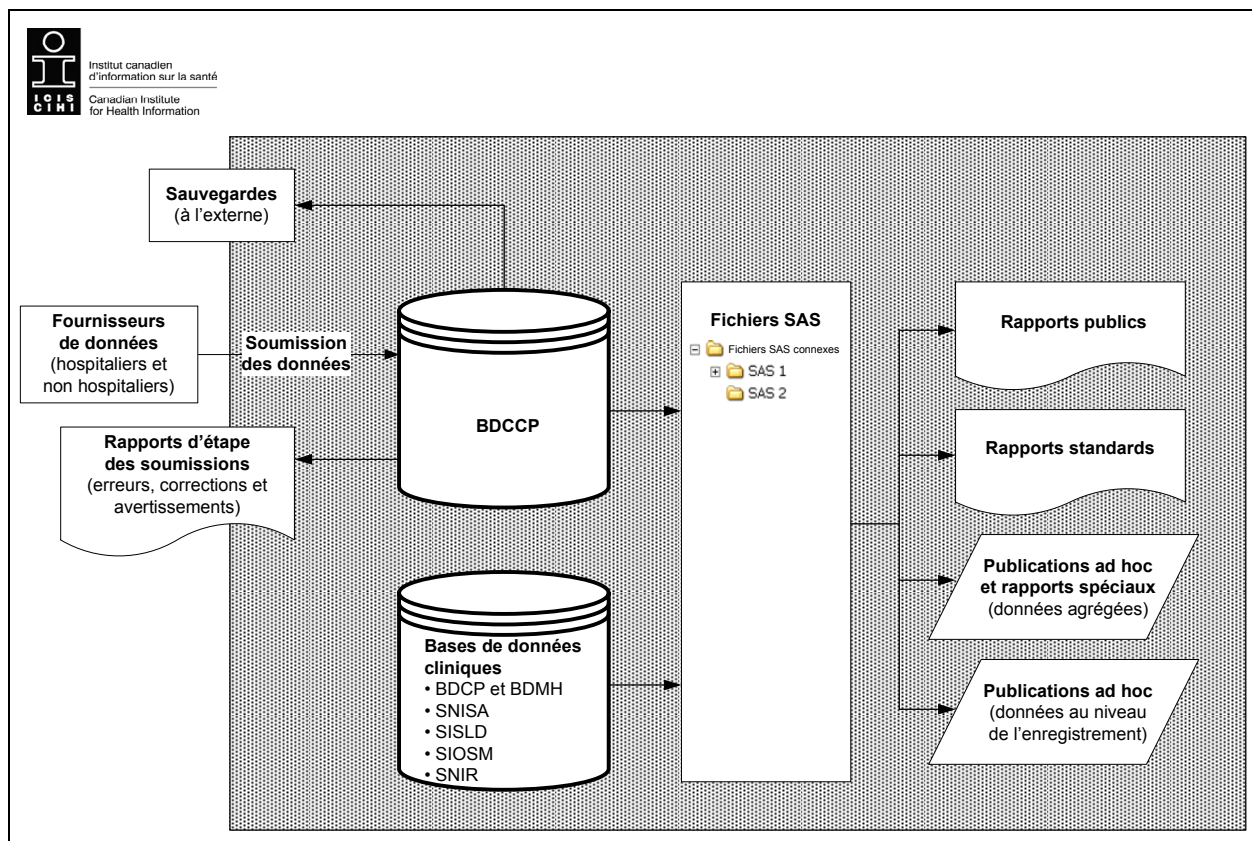 Institut canadien
d'information sur la santé
Canadian Institute
for Health Information
ICIS
CIHI
Sauvegardes
(à l'externe)
Fournisseurs
de données
(hospitaliers et
non hospitaliers)
Soumission
des données
Rapports d'étape
des soumissions
(erreurs, corrections et
avertissements)
BDCCP
Bases de données
cliniques
• BDCP et BDMH
• SNISA
• SISLD
• SIOSM
• SNIR
Fichiers SAS
Fichiers SAS connexes
SAS 1
SAS 2
Rapports publics
Rapports standards
Publications ad hoc
et rapports spéciaux
(données agrégées)
Publications ad hoc
(données au niveau
de l'enregistrement)